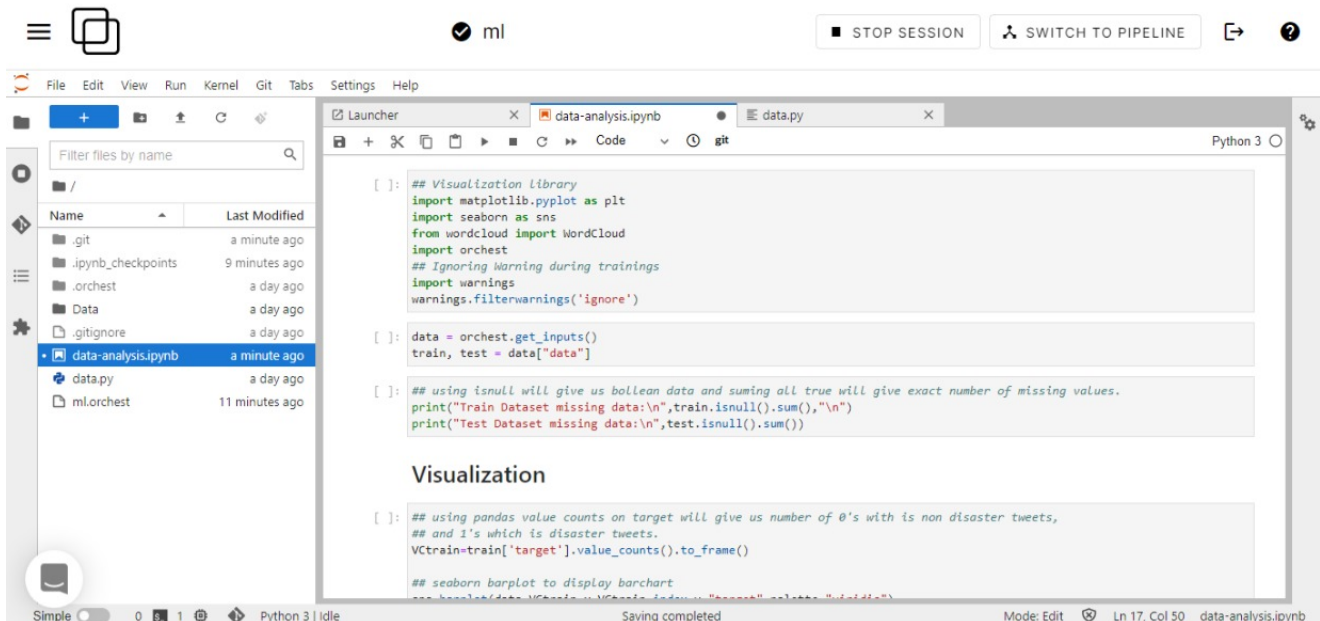 ml
STOP SESSION
SWITCH TO PIPELINE
File Edit View Run Kernel Git Tabs Settings Help
Filter files by name
/
Name Last Modified
.git a minute ago
.ipynb_checkpoints 9 minutes ago
.orchest a day ago
Data a day ago
.gitignore a day ago
data-analysis.ipynb a minute ago
data.py a day ago
ml.orchest 11 minutes ago
Launcher data-analysis.ipynb data.py
Code git Python 3
[ ]: ## Visualization library
import matplotlib.pyplot as plt
import seaborn as sns
from wordcloud import WordCloud
import orchest
## Ignoring Warning during trainings
import warnings
warnings.filterwarnings('ignore')
[ ]: data = orchest.get_inputs()
train, test = data["data"]
[ ]: ## using isnull will give us bollean data and suming all true will give exact number of missing values.
print("Train Dataset missing data:\n",train.isnull().sum(),"\n")
print("Test Dataset missing data:\n",test.isnull().sum())
Visualization
[ ]: ## using pandas value counts on target will give us number of 0's with is non disaster tweets,
## and 1's which is disaster tweets.
VCtrain=train['target'].value_counts().to_frame()
## seaborn barplot to display barchart
Simple 0 1 Python 3 | Idle Saving completed Mode: Edit Ln 17, Col 50 data-analysis.ipynb